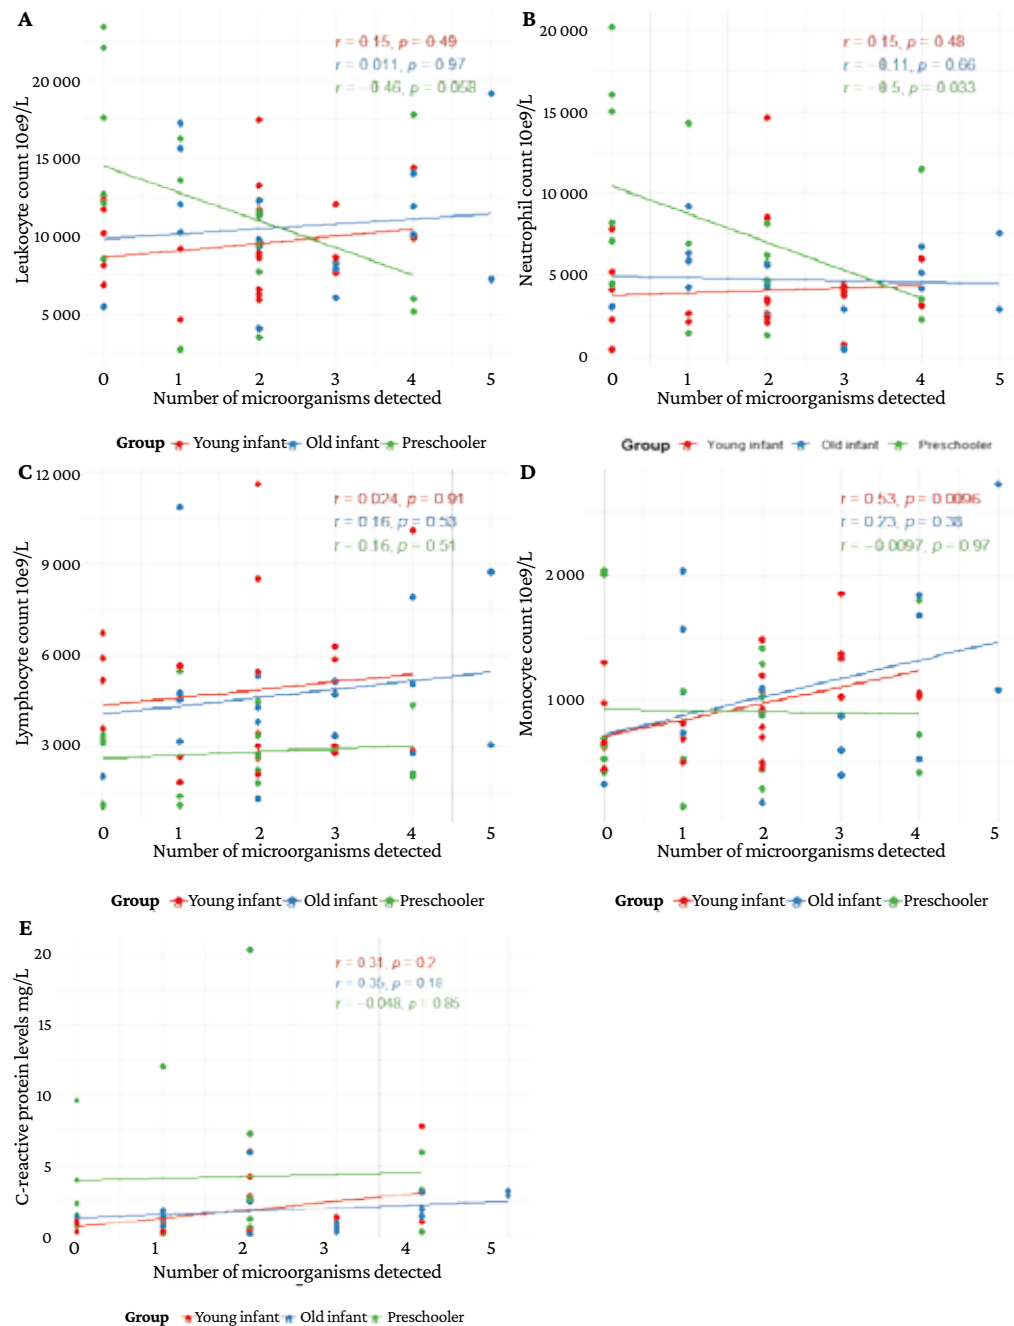 A
Leukocyte count 10e9/L
r = 0.15, p = 0.49
r = 0.011, p = 0.97
r = −0.46, p = 0.058
20 000
15 000
10 000
5 000
0 1 2 3 4 5
Number of microorganisms detected
Group Young infant Old infant Preschooler
B
Neutrophil count 10e9/L
r = 0.15, p = 0.48
r = −0.11, p = 0.66
r = −0.5, p = 0.033
20 000
15 000
10 000
5 000
0
0 1 2 3 4 5
Number of microorganisms detected
Group Young infant Old infant Preschooler
C
Lymphocyte count 10e9/L
r = 0.024, p = 0.91
r = 0.16, p = 0.53
r = 0.16, p = 0.51
12 000
9 000
6 000
3 000
0 1 2 3 4 5
Number of microorganisms detected
Group Young infant Old infant Preschooler
D
Monocyte count 10e9/L
r = 0.53, p = 0.0096
r = 0.23, p = 0.38
r = −0.0097, p = 0.97
2 000
1 000
0 1 2 3 4 5
Number of microorganisms detected
Group Young infant Old infant Preschooler
E
C-reactive protein levels mg/L
r = 0.31, p = 0.2
r = 0.35, p = 0.18
r = −0.048, p = 0.85
20
15
10
5
0
0 1 2 3 4 5
Number of microorganisms detected
Group Young infant Old infant Preschooler